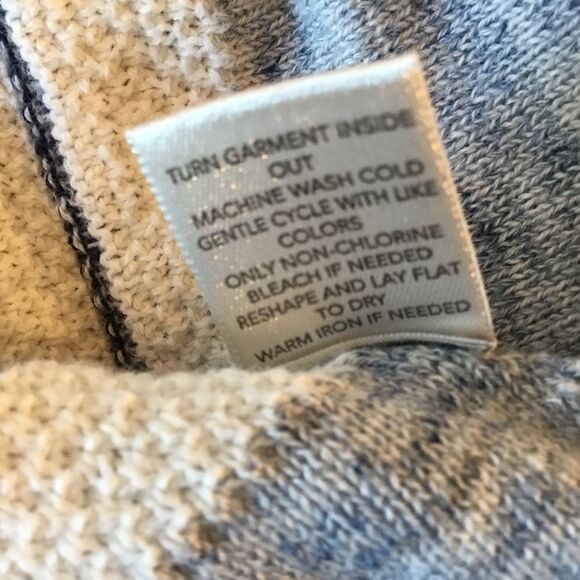 TURN GARMENT INSIDE
OUT
MACHINE WASH COLD
GENTLE CYCLE WITH LIKE
COLORS
ONLY NON-CHLORINE
BLEACH IF NEEDED
RESHAPE AND LAY FLAT
TO DRY
WARM IRON IF NEEDED